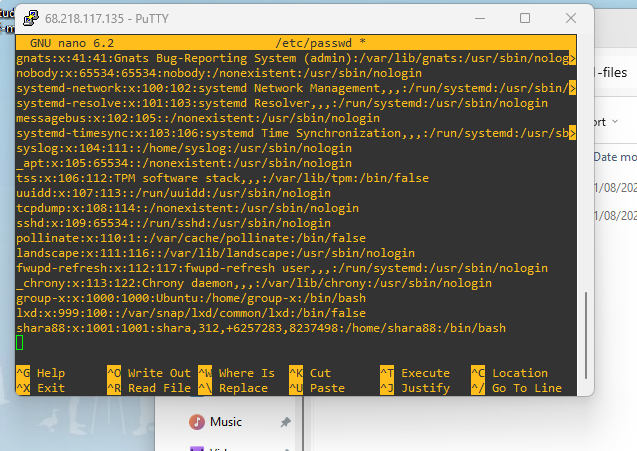 68.218.117.135 - PuTTY
GNU nano 6.2 /etc/passwd *
gnats:x:41:41:Gnats Bug-Reporting System (admin):/var/lib/gnats:/usr/sbin/nolog>
nobody:x:65534:65534:nobody:/nonexistent:/usr/sbin/nologin
systemd-network:x:100:102:systemd Network Management,,,:/run/systemd:/usr/sbin/>
systemd-resolve:x:101:103:systemd Resolver,,,:/run/systemd:/usr/sbin/nologin
messagebus:x:102:105::/nonexistent:/usr/sbin/nologin
systemd-timesync:x:103:106:systemd Time Synchronization,,,:/run/systemd:/usr/sb>
syslog:x:104:111::/home/syslog:/usr/sbin/nologin
_apt:x:105:65534::/nonexistent:/usr/sbin/nologin
tss:x:106:112:TPM software stack,,,:/var/lib/tpm:/bin/false
uuidd:x:107:113::/run/uuidd:/usr/sbin/nologin
tcpdump:x:108:114::/nonexistent:/usr/sbin/nologin
sshd:x:109:65534::/run/sshd:/usr/sbin/nologin
pollinate:x:110:1::/var/cache/pollinate:/bin/false
landscape:x:111:116::/var/lib/landscape:/usr/sbin/nologin
fwupd-refresh:x:112:117:fwupd-refresh user,,,:/run/systemd:/usr/sbin/nologin
_chrony:x:113:122:Chrony daemon,,,:/var/lib/chrony:/usr/sbin/nologin
group-x:x:1000:1000:Ubuntu:/home/group-x:/bin/bash
lxd:x:999:100::/var/snap/lxd/common/lxd:/bin/false
shara88:x:1001:1001:shara,312,+6257283,8237498:/home/shara88:/bin/bash
^G Help ^O Write Out ^W Where Is ^K Cut ^T Execute ^C Location
^X Exit ^R Read File ^\ Replace ^U Paste ^J Justify ^/ Go To Line
-files
ort
Date mo
1/08/202
1/08/202
Music